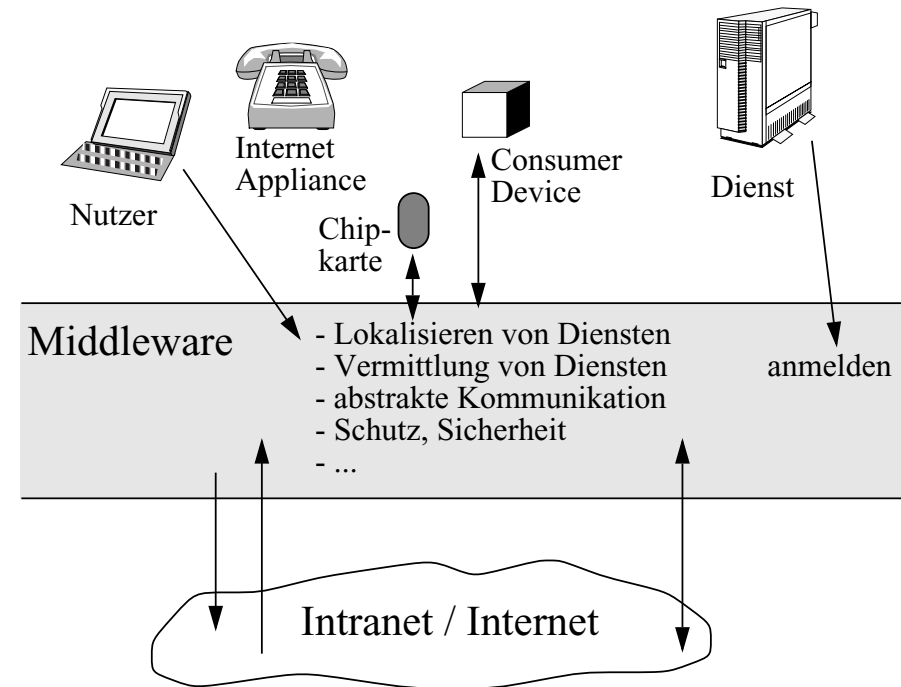 Internet
Appliance
Consumer
Device
Dienst
Nutzer
Chip-
karte
Middleware
- Lokalisieren von Diensten
- Vermittlung von Diensten
- abstrakte Kommunikation
- Schutz, Sicherheit
- ...
anmelden
Intranet / Internet